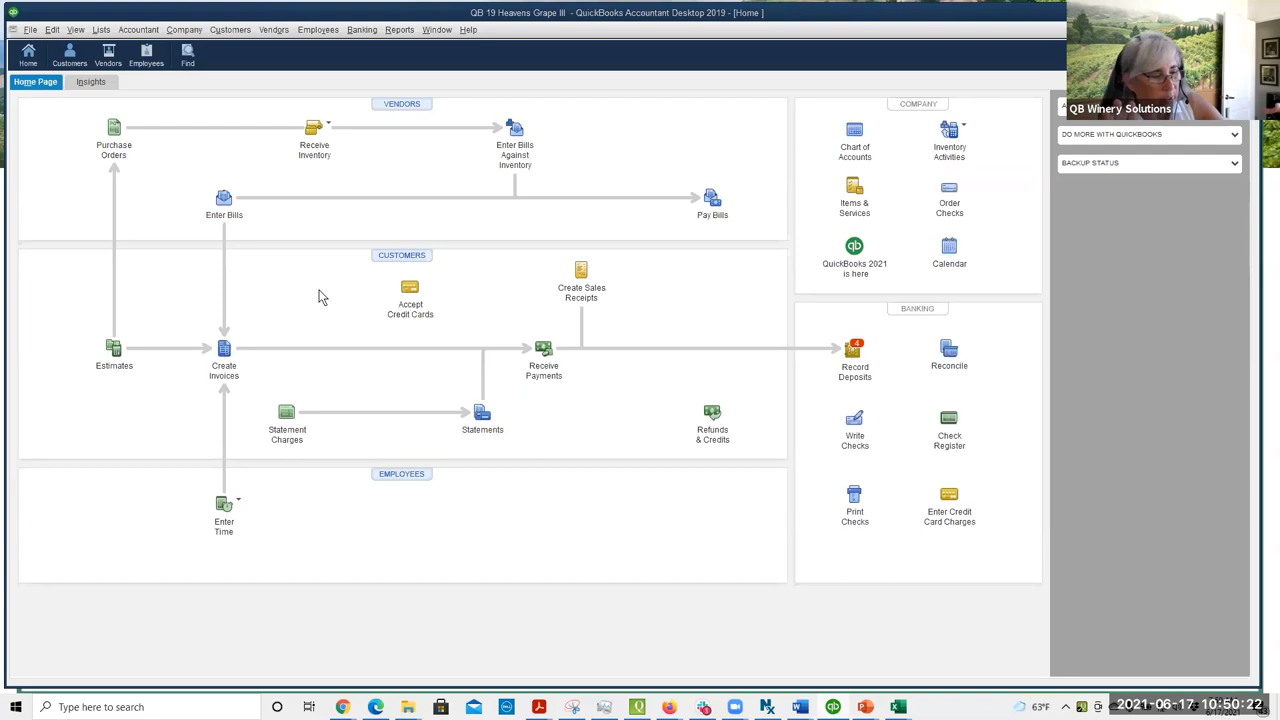 QB 19 Heavens Grape III - QuickBooks Accountant Desktop 2019 - [Home ]
File Edit View Lists Accountant Company Customers Vendors Employees Banking Reports Window Help
Home Customers Vendors Employees Find
QB Winery Solutions
Home Page Insights
VENDORS
Purchase
Orders
Receive
Inventory
Enter Bills
Against
Inventory
Enter Bills
Pay Bills
CUSTOMERS
Accept
Credit Cards
Create Sales
Receipts
Estimates
Create
Invoices
Receive
Payments
Statement
Charges
Statements
Refunds
& Credits
EMPLOYEES
Enter
Time
COMPANY
Chart of
Accounts
Inventory
Activities
Items &
Services
Order
Checks
qb
QuickBooks 2021
is here
Calendar
BANKING
4
Record
Deposits
Reconcile
Write
Checks
Check
Register
Print
Checks
Enter Credit
Card Charges
DO MORE WITH QUICKBOOKS
BACKUP STATUS
Type here to search
63°F
2021-06-17 10:50:22